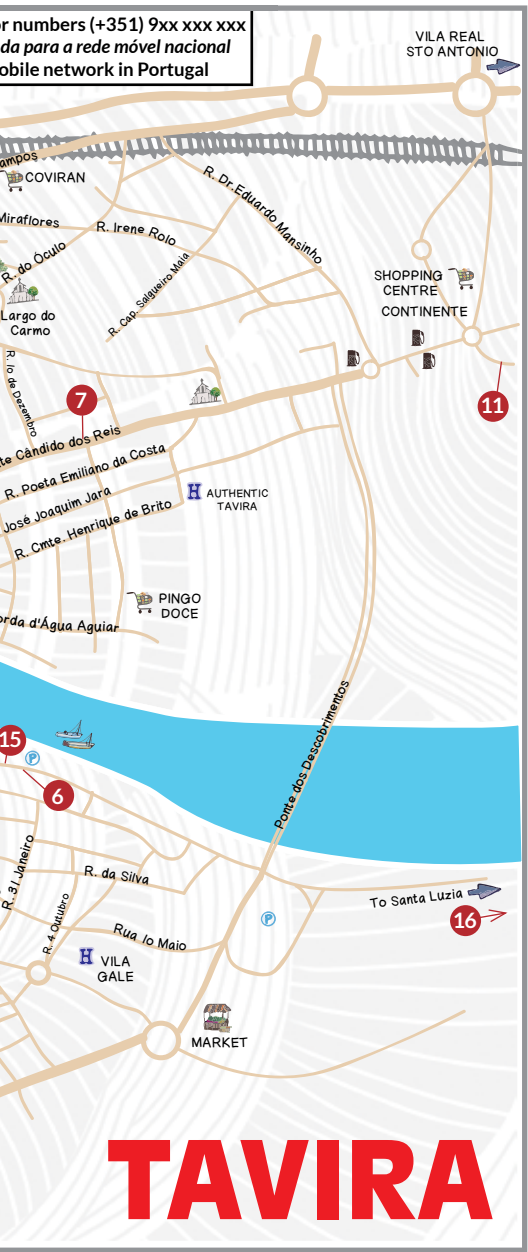 or numbers (+351) 9xx xxx xxx
da para a rede móvel nacional
obile network in Portugal
VILA REAL
STO ANTONIO
ampos
COVIRAN
R. Dr.Eduardo Mansinho
Miraflores
R. Irene Rolo
R. do Óculo
R. Cap. Salgueiro Maia
SHOPPING
CENTRE
CONTINENTE
Largo do
Carmo
R. 1o de Dezembro
7
11
te Cândido dos Reis
R. Poeta Emiliano da Costa
José Joaquim Jara
R. Cmte. Henrique de Brito
H AUTHENTIC
TAVIRA
PINGO
DOCE
orda d'Água Aguiar
Ponte dos Descobrimentos
15
P
6
R. 31 Janeiro
R. da Silva
R. 4 Outubro
Rua 1o Maio
P
To Santa Luzia
16
H VILA
GALE
MARKET
TAVIRA